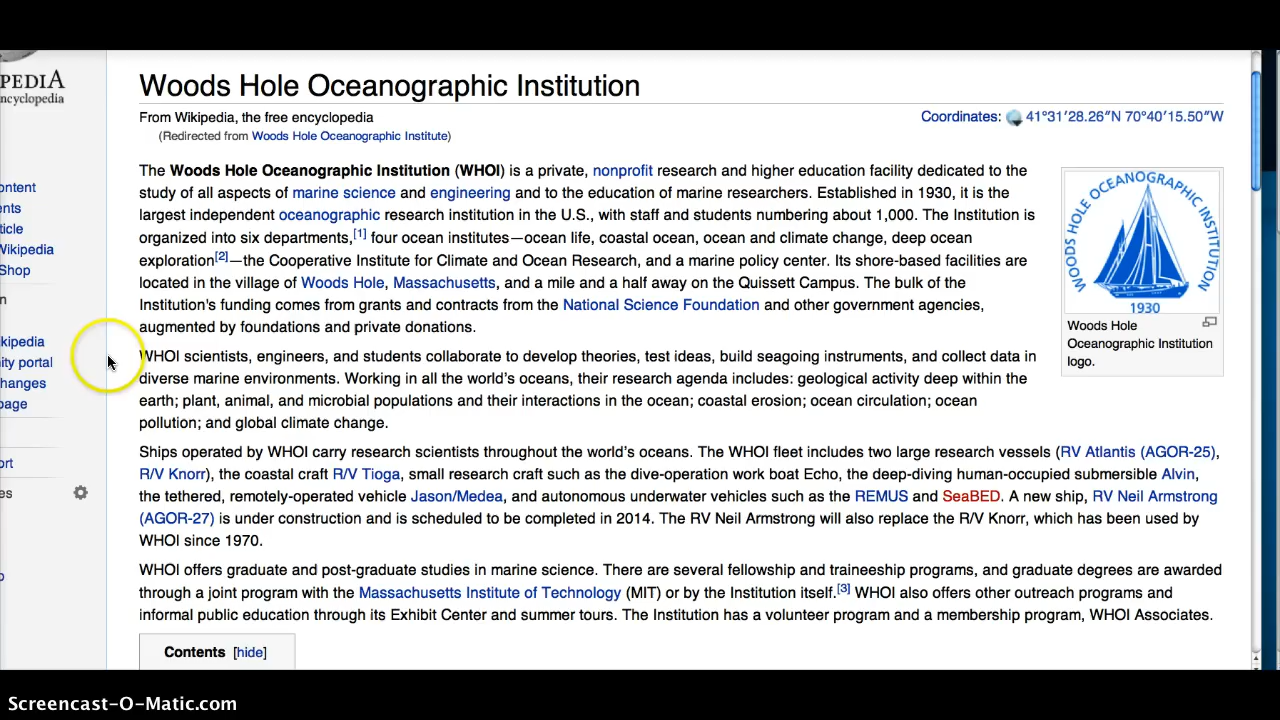 PEDIA
ncyclopedia
ontent
ents
ticle
Wikipedia
Shop
n
kipedia
ity portal
hanges
page
ort
es
Woods Hole Oceanographic Institution
From Wikipedia, the free encyclopedia
Coordinates: 41°31′28.26″N 70°40′15.50″W
(Redirected from Woods Hole Oceanographic Institute)
The Woods Hole Oceanographic Institution (WHOI) is a private, nonprofit research and higher education facility dedicated to the
study of all aspects of marine science and engineering and to the education of marine researchers. Established in 1930, it is the
largest independent oceanographic research institution in the U.S., with staff and students numbering about 1,000. The Institution is
organized into six departments,[1] four ocean institutes—ocean life, coastal ocean, ocean and climate change, deep ocean
exploration[2]—the Cooperative Institute for Climate and Ocean Research, and a marine policy center. Its shore-based facilities are
located in the village of Woods Hole, Massachusetts, and a mile and a half away on the Quissett Campus. The bulk of the
Institution's funding comes from grants and contracts from the National Science Foundation and other government agencies,
augmented by foundations and private donations.
WOODS HOLE OCEANOGRAPHIC INSTITUTION
1930
Woods Hole
Oceanographic Institution
logo.
WHOI scientists, engineers, and students collaborate to develop theories, test ideas, build seagoing instruments, and collect data in
diverse marine environments. Working in all the world's oceans, their research agenda includes: geological activity deep within the
earth; plant, animal, and microbial populations and their interactions in the ocean; coastal erosion; ocean circulation; ocean
pollution; and global climate change.
Ships operated by WHOI carry research scientists throughout the world's oceans. The WHOI fleet includes two large research vessels (RV Atlantis (AGOR-25),
R/V Knorr), the coastal craft R/V Tioga, small research craft such as the dive-operation work boat Echo, the deep-diving human-occupied submersible Alvin,
the tethered, remotely-operated vehicle Jason/Medea, and autonomous underwater vehicles such as the REMUS and SeaBED. A new ship, RV Neil Armstrong
(AGOR-27) is under construction and is scheduled to be completed in 2014. The RV Neil Armstrong will also replace the R/V Knorr, which has been used by
WHOI since 1970.
WHOI offers graduate and post-graduate studies in marine science. There are several fellowship and traineeship programs, and graduate degrees are awarded
through a joint program with the Massachusetts Institute of Technology (MIT) or by the Institution itself.[3] WHOI also offers other outreach programs and
informal public education through its Exhibit Center and summer tours. The Institution has a volunteer program and a membership program, WHOI Associates.
Contents [hide]
Screencast-O-Matic.com